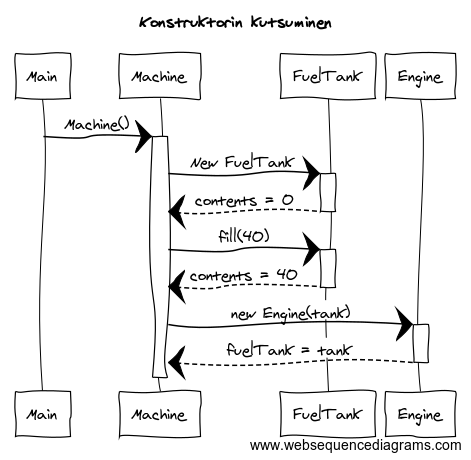 Konstruktorin kutsuminen
Main Machine FuelTank Engine
Machine()
New FuelTank
contents = 0
fill(40)
contents = 40
new Engine(tank)
fuelTank = tank
Main Machine FuelTank Engine
www.websequencediagrams.com